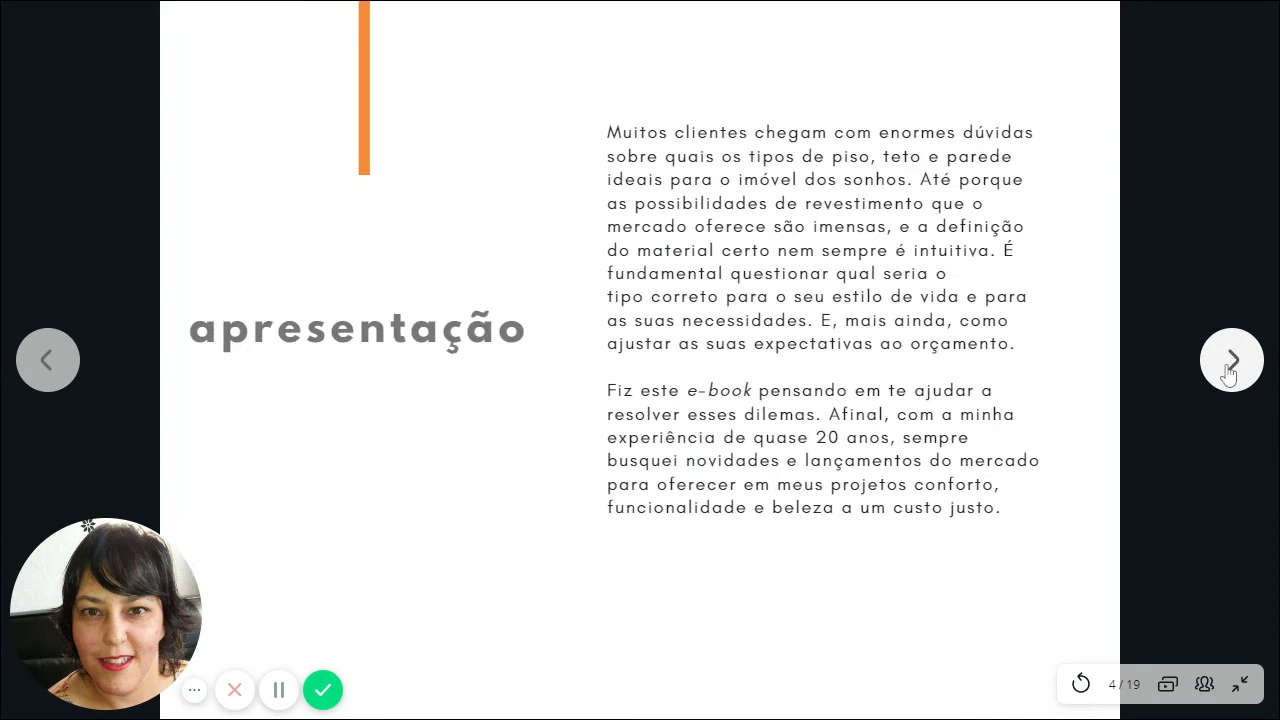 apresentação
Muitos clientes chegam com enormes dúvidas
sobre quais os tipos de piso, teto e parede
ideais para o imóvel dos sonhos. Até porque
as possibilidades de revestimento que o
mercado oferece são imensas, e a definição
do material certo nem sempre é intuitiva. É
fundamental questionar qual seria o
tipo correto para o seu estilo de vida e para
as suas necessidades. E, mais ainda, como
ajustar as suas expectativas ao orçamento.
Fiz este e-book pensando em te ajudar a
resolver esses dilemas. Afinal, com a minha
experiência de quase 20 anos, sempre
busquei novidades e lançamentos do mercado
para oferecer em meus projetos conforto,
funcionalidade e beleza a um custo justo.
4 / 19